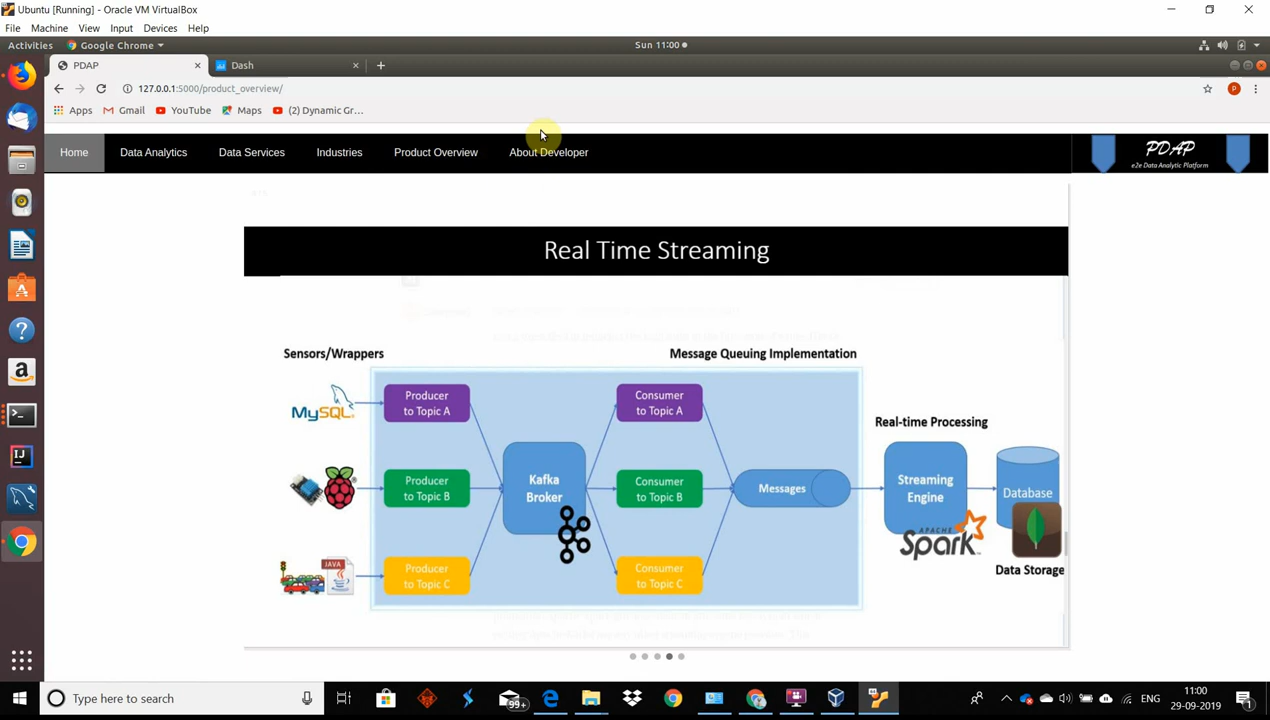 Ubuntu [Running] - Oracle VM VirtualBox
File Machine View Input Devices Help
Activities Google Chrome Sun 11:00
PDAP Dash
127.0.0.1:5000/product_overview/
Apps Gmail YouTube Maps (2) Dynamic Gr…
Home Data Analytics Data Services Industries Product Overview About Developer
PDAP
e2e Data Analytic Platform
Real Time Streaming
Sensors/Wrappers
Message Queuing Implementation
MySQL
Producer
to Topic A
Consumer
to Topic A
Real-time Processing
Producer
to Topic B
Kafka
Broker
Consumer
to Topic B
Messages
Streaming
Engine
Database
APACHE
Spark
JAVA
Producer
to Topic C
Consumer
to Topic C
Data Storage
Type here to search
99+
ENG
11:00
29-09-2019